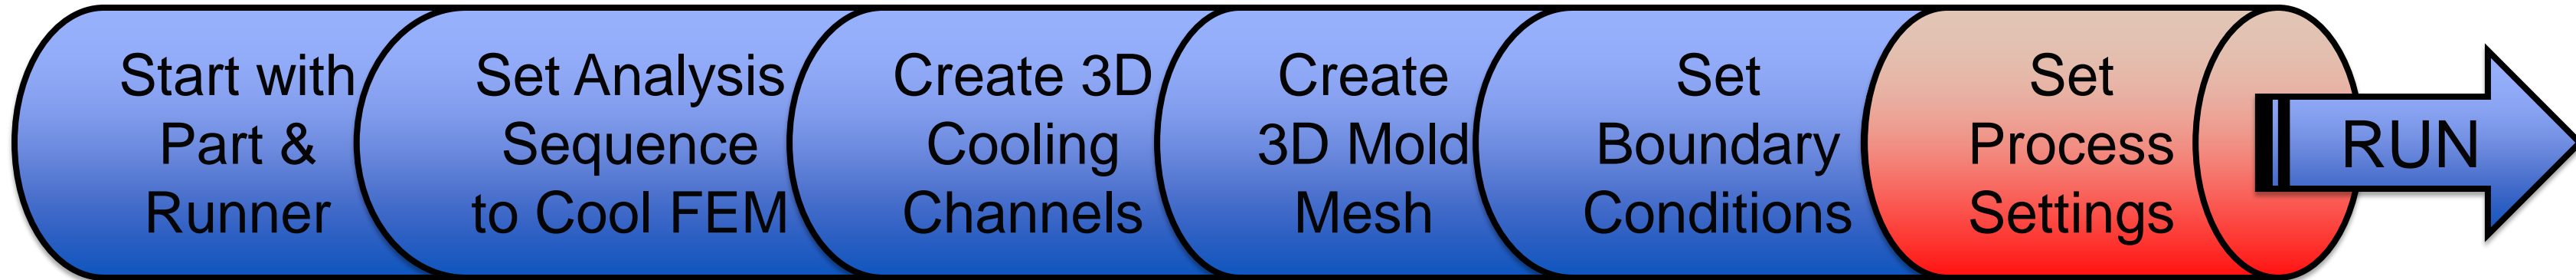 Start with
Part &
Runner
Set Analysis
Sequence
to Cool FEM
Create 3D
Cooling
Channels
Create
3D Mold
Mesh
Set
Boundary
Conditions
Set
Process
Settings
RUN